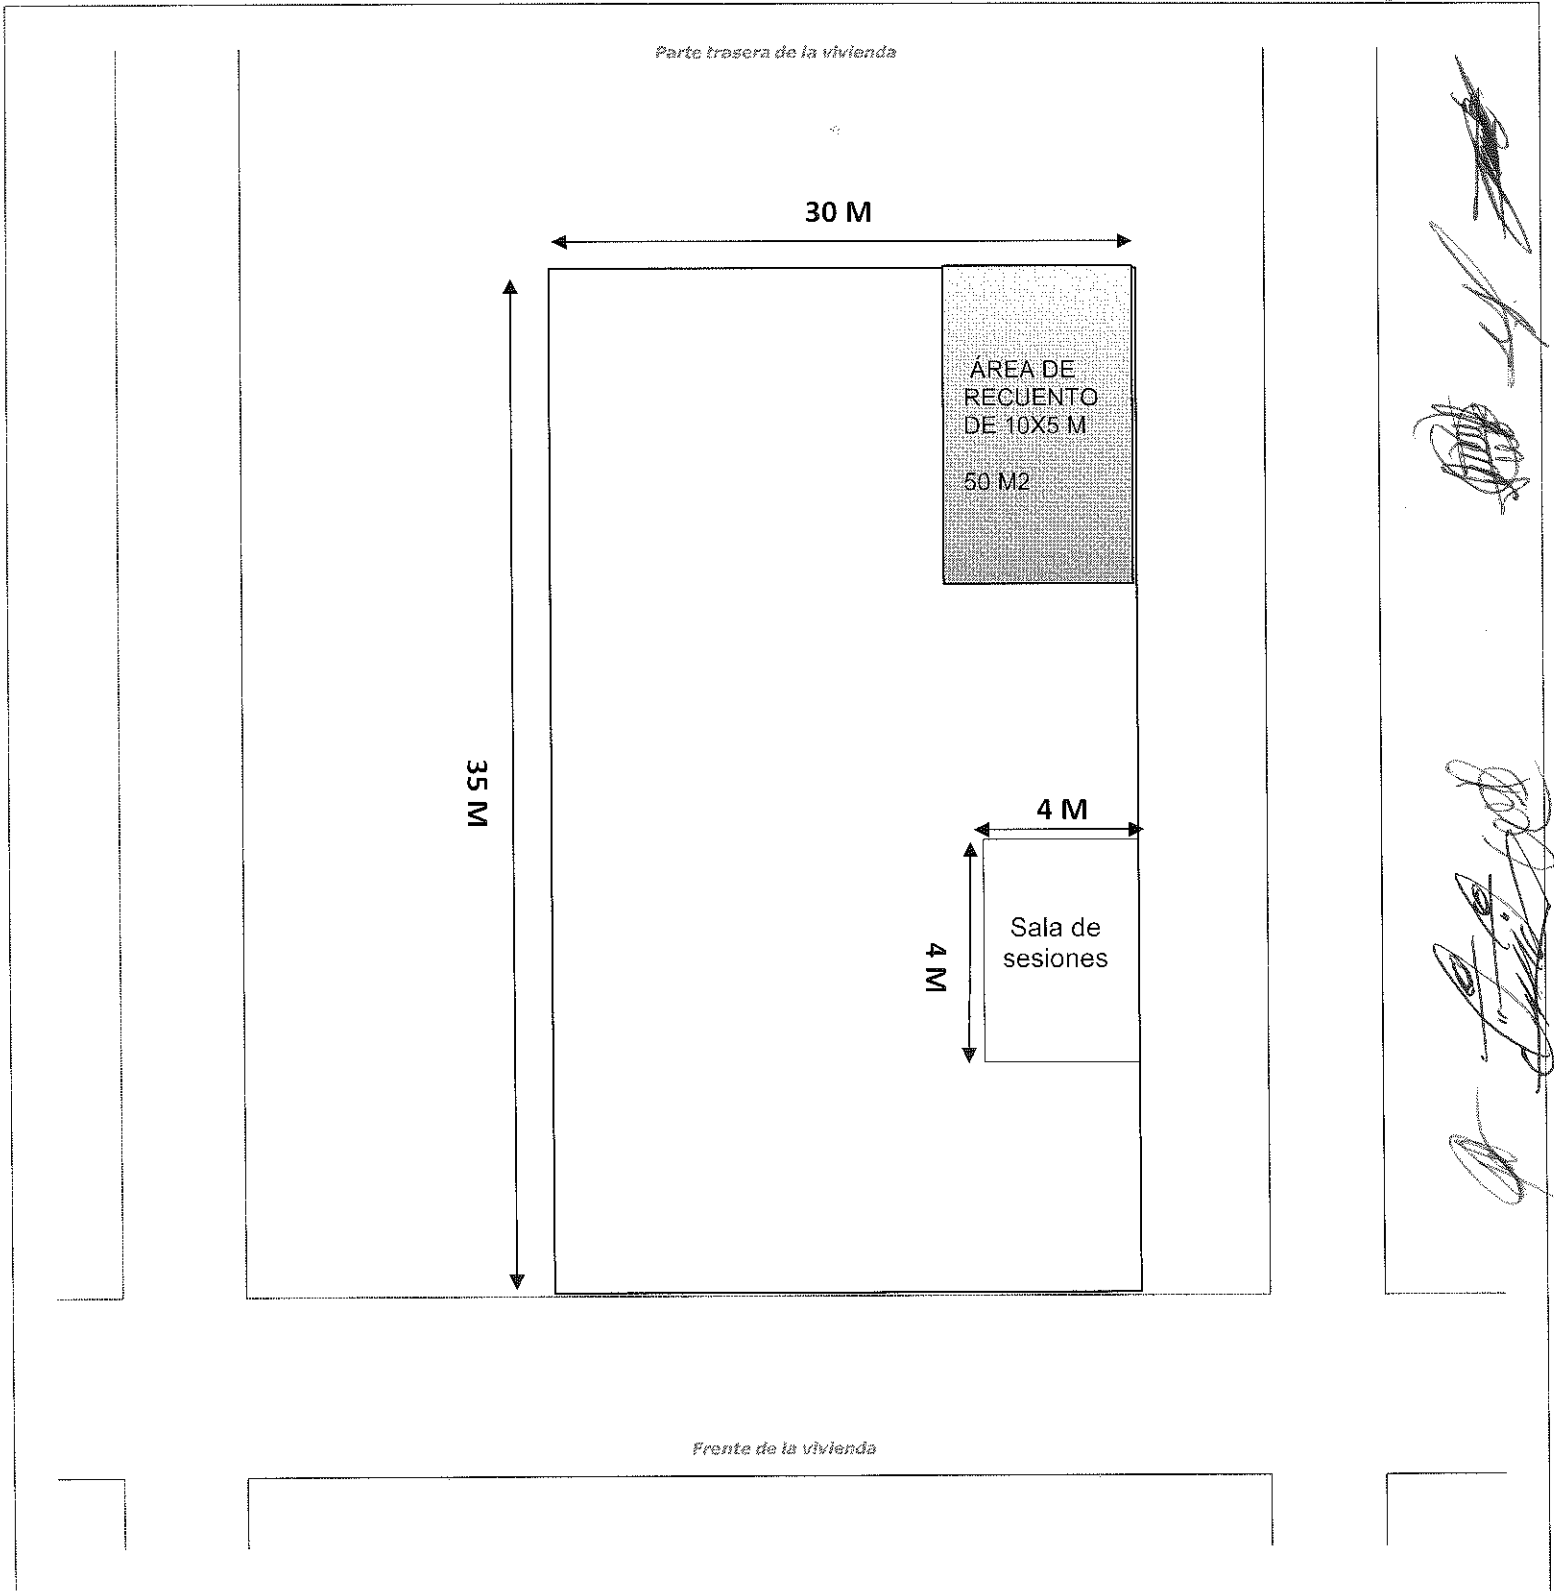 Parte trasera de la vivienda
30 M
ÁREA DE
RECUENTO
DE 10X5 M
50 M2
35 M
4 M
4 M
Sala de
sesiones
Frente de la vivienda